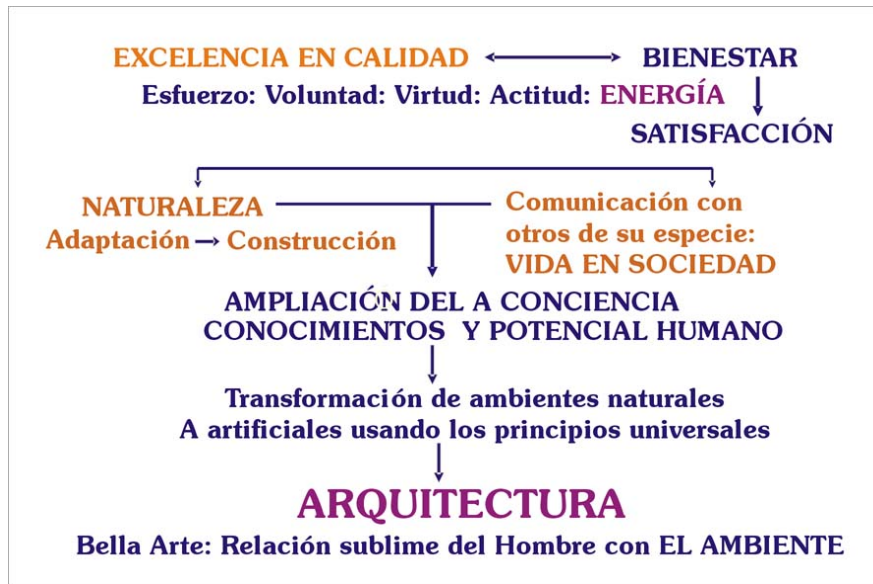 EXCELENCIA EN CALIDAD BIENESTAR
Esfuerzo: Voluntad: Virtud: Actitud: ENERGÍA
SATISFACCIÓN
NATURALEZA
Adaptación Construcción
Comunicación con
otros de su especie:
VIDA EN SOCIEDAD
AMPLIACIÓN DEL A CONCIENCIA
CONOCIMIENTOS Y POTENCIAL HUMANO
Transformación de ambientes naturales
A artificiales usando los principios universales
ARQUITECTURA
Bella Arte: Relación sublime del Hombre con EL AMBIENTE